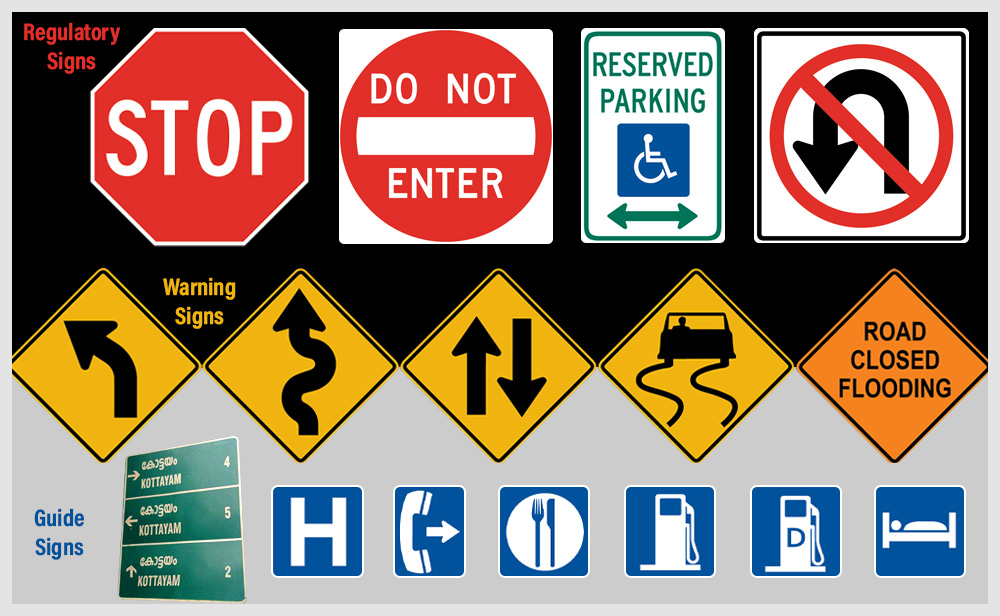 Regulatory
Signs
STOP
DO NOT
ENTER
RESERVED
PARKING
Warning
Signs
ROAD
CLOSED
FLOODING
Guide
Signs
കോട്ടയം
KOTTAYAM 4
കോട്ടയം
KOTTAYAM 5
കോട്ടയം
KOTTAYAM 2
H
D